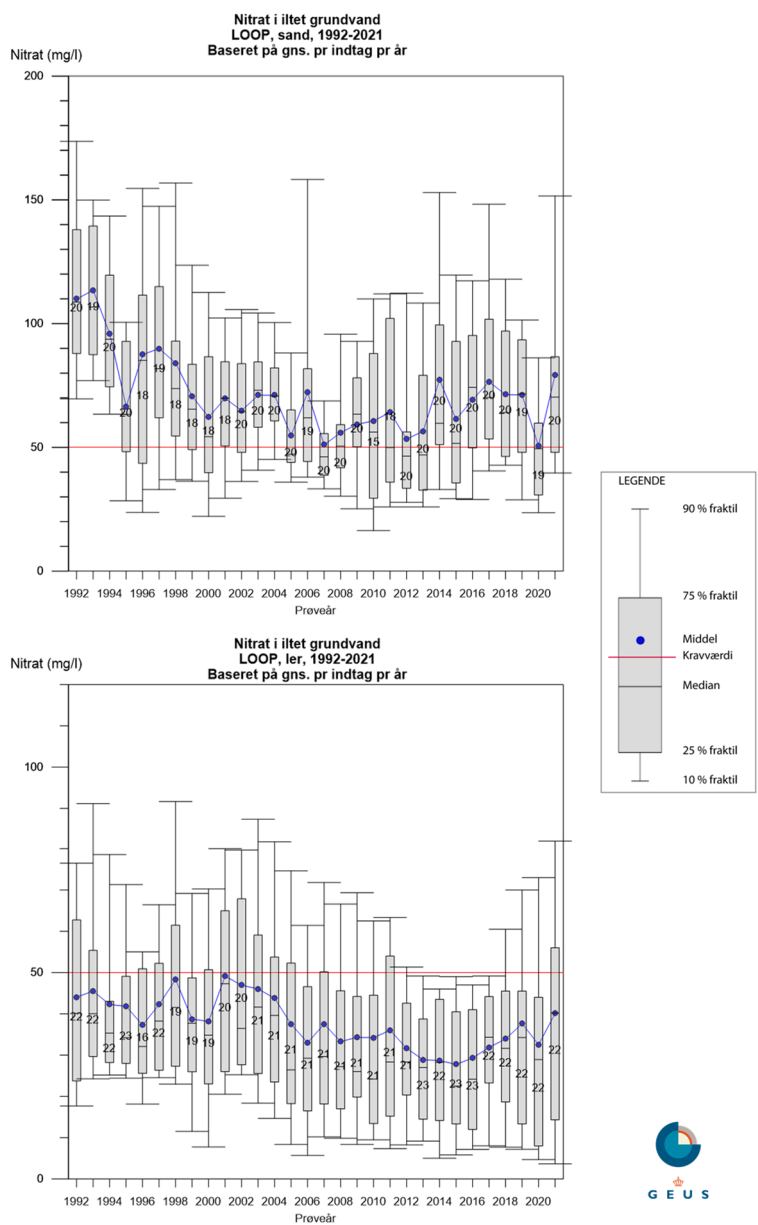 Nitrat i iltet grundvand
LOOP, sand, 1992-2021
Baseret på gns. pr indtag pr år
Nitrat (mg/l)
200
150
100
50
0
20 19 20 20 18 19 18 18 18 18 20 20 20 20 19 20 20 20 15 18 20 20 20 20 20 20 20 19 19 20
1992 1994 1996 1998 2000 2002 2004 2006 2008 2010 2012 2014 2016 2018 2020
Prøveår
LEGENDE
90 % fraktil
75 % fraktil
Middel
Kravværdi
Median
25 % fraktil
10 % fraktil
Nitrat i iltet grundvand
LOOP, ler, 1992-2021
Baseret på gns. pr indtag pr år
Nitrat (mg/l)
100
50
0
22 22 22 23 16 22 19 19 19 20 20 21 21 21 21 21 21 21 21 21 21 23 22 22 23 22 22 22 22 22
1992 1994 1996 1998 2000 2002 2004 2006 2008 2010 2012 2014 2016 2018 2020
Prøveår
G E U S